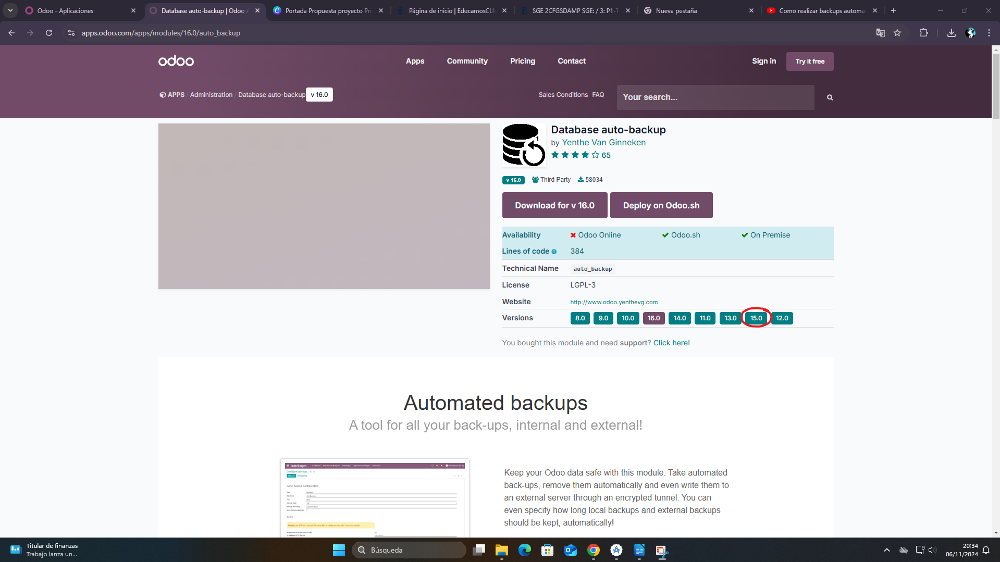 Odoo - Aplicaciones
Database auto-backup | Odoo A
Portada Propuesta proyecto Pro
Página de inicio | EducamosCLM
SGE 2CFGSDAMP SGE: / 3: P1-T
Nueva pestaña
Como realizar backups automa
apps.odoo.com/apps/modules/16.0/auto_backup
odoo
Apps
Community
Pricing
Contact
Sign in
Try it free
APPS / Administration / Database auto-backup v 16.0
Sales Conditions FAQ
Your search...
Database auto-backup
by Yenthe Van Ginneken
65
v 16.0 Third Party 58034
Download for v 16.0
Deploy on Odoo.sh
Availability Odoo Online Odoo.sh On Premise
Lines of code 384
Technical Name auto_backup
License LGPL-3
Website http://www.odoo.yenthevg.com
Versions 8.0 9.0 10.0 16.0 14.0 11.0 13.0 15.0 12.0
You bought this module and need support? Click here!
Automated backups
A tool for all your back-ups, internal and external!
Instellingen
Local backup configuration
SFTP
Keep your Odoo data safe with this module. Take automated
back-ups, remove them automatically and even write them to
an external server through an encrypted tunnel. You can
even specify how long local backups and external backups
should be kept, automatically!
Titular de finanzas
Trabajo lanza un...
Búsqueda
20:34
06/11/2024